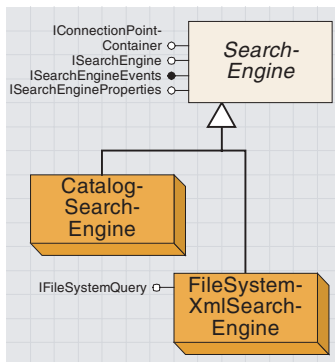 IConnectionPoint-
Container
ISearchEngine
ISearchEngineEvents
ISearchEngineProperties
Search-
Engine
Catalog-
Search-
Engine
IFileSystemQuery
FileSystem-
XmlSearch-
Engine